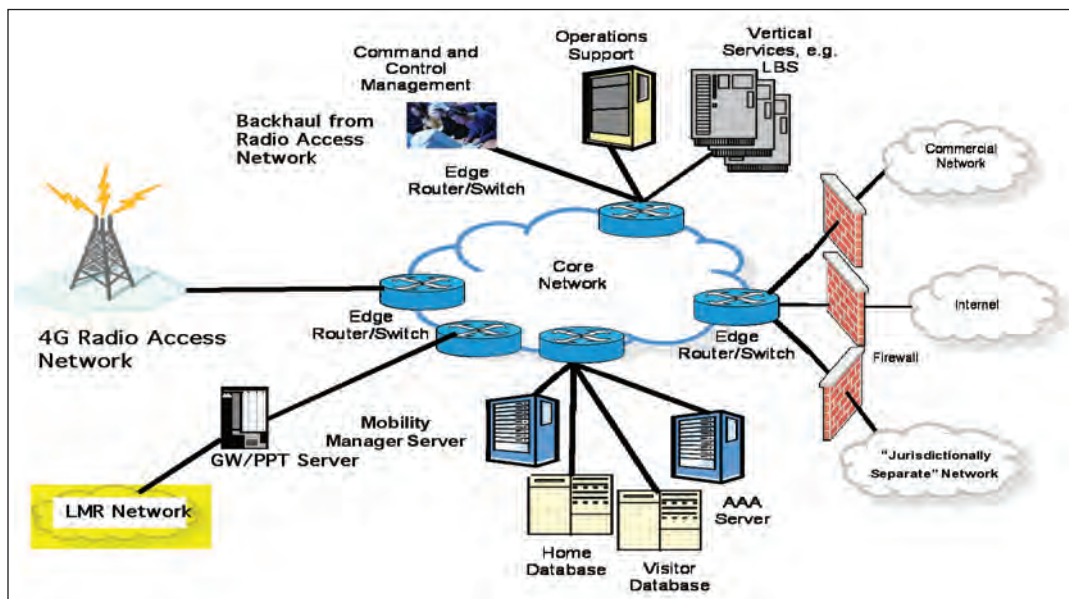 Command and
Control
Management
Operations
Support
Vertical
Services, e.g.
LBS
Backhaul from
Radio Access
Network
Edge
Router/Switch
Commercial
Network
Core
Network
Internet
4G Radio Access
Network
Edge
Router/Switch
Edge
Router/Switch
Firewall
Mobility
Manager Server
GW/PPT Server
LMR Network
AAA
Server
"Jurisdictionally
Separate" Network
Home
Database
Visitor
Database